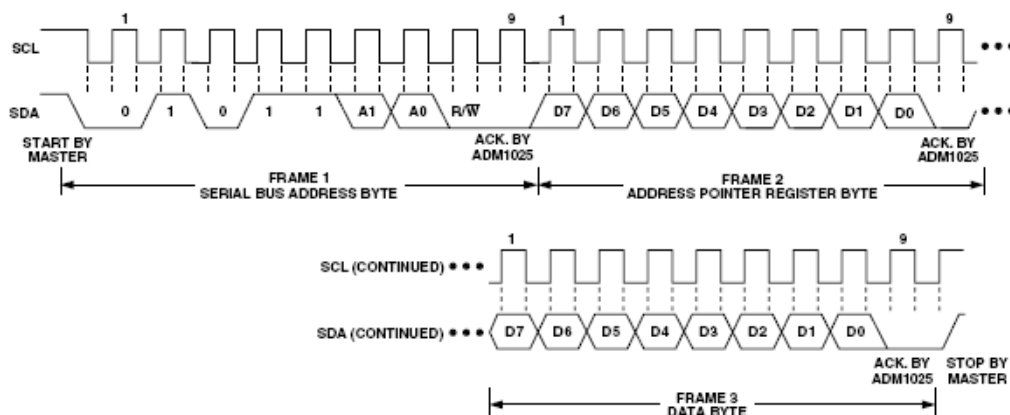 1 9 1 9
SCL
SDA 0 1 0 1 1 A1 A0 R/W D7 D6 D5 D4 D3 D2 D1 D0
START BY
MASTER
ACK. BY
ADM1025
ACK. BY
ADM1025
FRAME 1
SERIAL BUS ADDRESS BYTE
FRAME 2
ADDRESS POINTER REGISTER BYTE
1 9
SCL (CONTINUED)
SDA (CONTINUED) D7 D6 D5 D4 D3 D2 D1 D0
ACK. BY
ADM1025
STOP BY
MASTER
FRAME 3
DATA BYTE